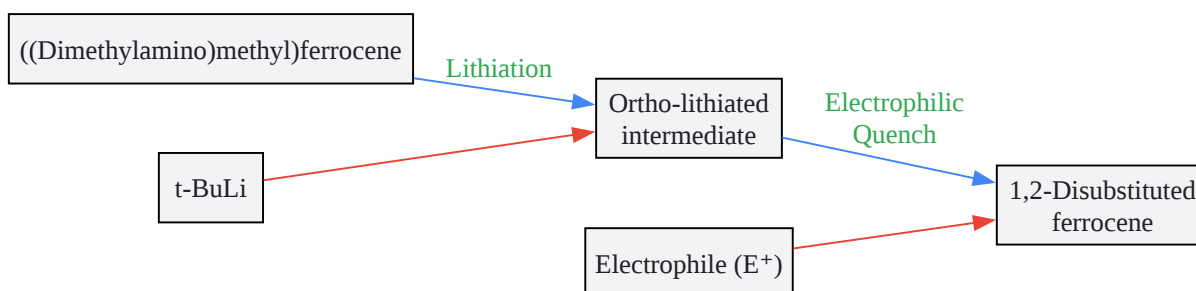 ((Dimethylamino)methyl)ferrocene
Lithiation
t-BuLi
Ortho-lithiated
intermediate
Electrophilic
Quench
Electrophile (E⁺)
1,2-Disubstituted
ferrocene